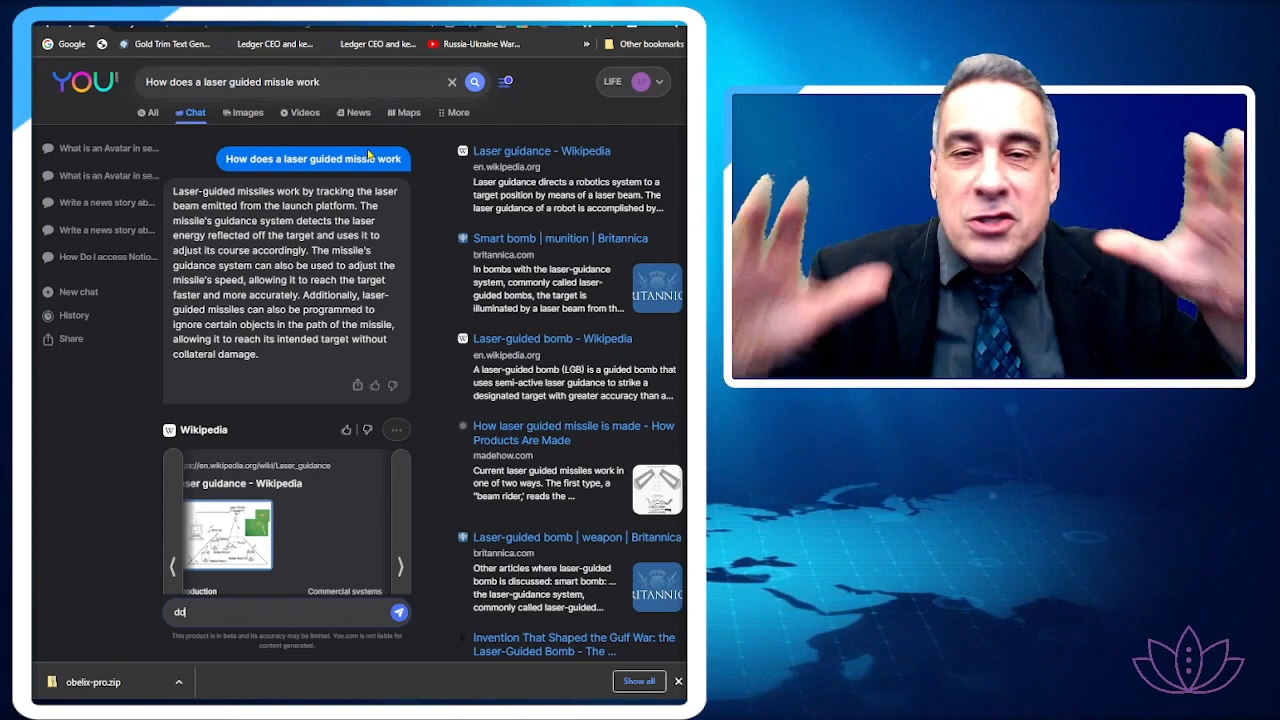 Google
Gold Trim Text Gen...
Ledger CEO and ke...
Ledger CEO and ke...
Russia-Ukraine War...
»
Other bookmarks
YOU
How does a laser guided missle work
LIFE
All
Chat
Images
Videos
News
Maps
More
What is an Avatar in se...
What is an Avatar in se...
Write a news story ab...
Write a news story ab...
How Do I access Notio...
New chat
History
Share
How does a laser guided missle work
Laser-guided missiles work by tracking the laser
beam emitted from the launch platform. The
missile's guidance system detects the laser
energy reflected off the target and uses it to
adjust its course accordingly. The missile's
guidance system can also be used to adjust the
missile's speed, allowing it to reach the target
faster and more accurately. Additionally, laser-
guided missiles can also be programmed to
ignore certain objects in the path of the missile,
allowing it to reach its intended target without
collateral damage.
W Wikipedia
ps://en.wikipedia.org/wiki/Laser_guidance
ser guidance - Wikipedia
oduction
Commercial systems
dd
This product is in beta and its accuracy may be limited. You.com is not liable for
content generated.
W Laser guidance - Wikipedia
en.wikipedia.org
Laser guidance directs a robotics system to a
target position by means of a laser beam. The
laser guidance of a robot is accomplished by...
Smart bomb | munition | Britannica
britannica.com
In bombs with the laser-guidance
system, commonly called laser-
guided bombs, the target is
illuminated by a laser beam from th...
RITANNIC
W Laser-guided bomb - Wikipedia
en.wikipedia.org
A laser-guided bomb (LGB) is a guided bomb that
uses semi-active laser guidance to strike a
designated target with greater accuracy than a...
How laser guided missile is made - How
Products Are Made
madehow.com
Current laser guided missiles work in
one of two ways. The first type, a
"beam rider,' reads the ...
Laser-guided bomb | weapon | Britannica
britannica.com
Other articles where laser-guided
bomb is discussed: smart bomb: ...
the laser-guidance system,
commonly called laser-guided...
RITANNIC
Invention That Shaped the Gulf War: the
Laser-Guided Bomb - The ...
obelix-pro.zip
Show all